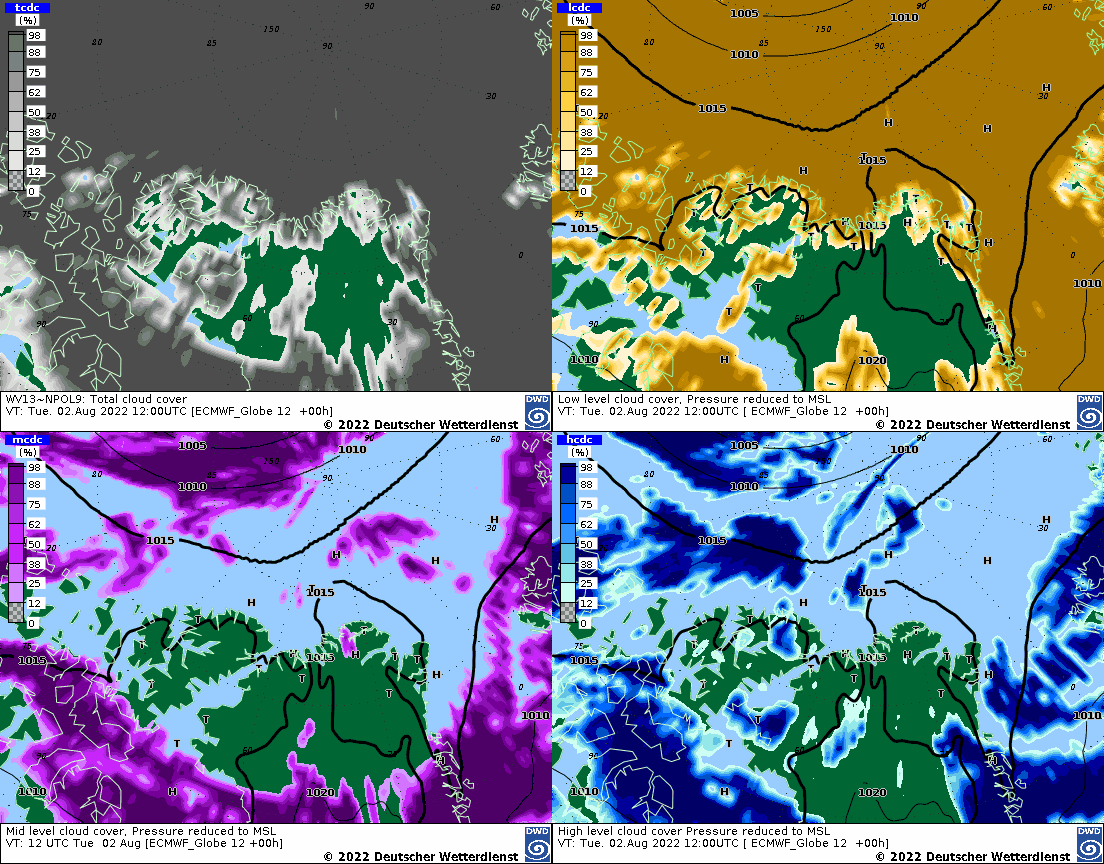 tcdc
(%)
98
88
75
62
50
38
25
12
0
80
85
150
90
90
60
30
20
75
0
90
60
30
WV13~NPOL9: Total cloud cover
VT: Tue. 02.Aug 2022 12:00UTC [ECMWF_Globe 12 +00h]
© 2022 Deutscher Wetterdienst
DWD
lcdc
(%)
98
88
75
62
50
38
25
12
0
1005
1010
150
60
80
85
90
1010
H
30
1015
20
H
H
T
1015
H
T
T
T
H
H
1015
T
T
1015
T
H
T
T
0
T
1010
T
90
60
H
1010
H
1020
Low level cloud cover, Pressure reduced to MSL
VT: Tue. 02.Aug 2022 12:00UTC [ ECMWF_Globe 12 +00h]
© 2022 Deutscher Wetterdienst
DWD
mcdc
(%)
98
88
75
62
50
38
25
12
0
1005
90
1010
60
150
80
85
90
1010
H
30
1015
20
H
H
T
1015
H
T
T
T
H
1015
H
T
T
1015
T
T
H
T
T
0
T
1010
T
60
H
1010
H
1020
Mid level cloud cover, Pressure reduced to MSL
VT: 12 UTC Tue 02 Aug [ECMWF_Globe 12 +00h]
© 2022 Deutscher Wetterdienst
DWD
hcdc
(%)
98
88
75
62
50
38
25
12
0
1005
90
1010
60
80
85
90
1010
H
30
1015
H
H
1015
H
T
T
T
75
1015
H
T
T
1015
T
T
H
T
0
T
1010
T
60
H
90
1010
H
1020
High level cloud cover Pressure reduced to MSL
VT: Tue. 02.Aug 2022 12:00UTC [ ECMWF_Globe 12 +00h]
© 2022 Deutscher Wetterdienst
DWD